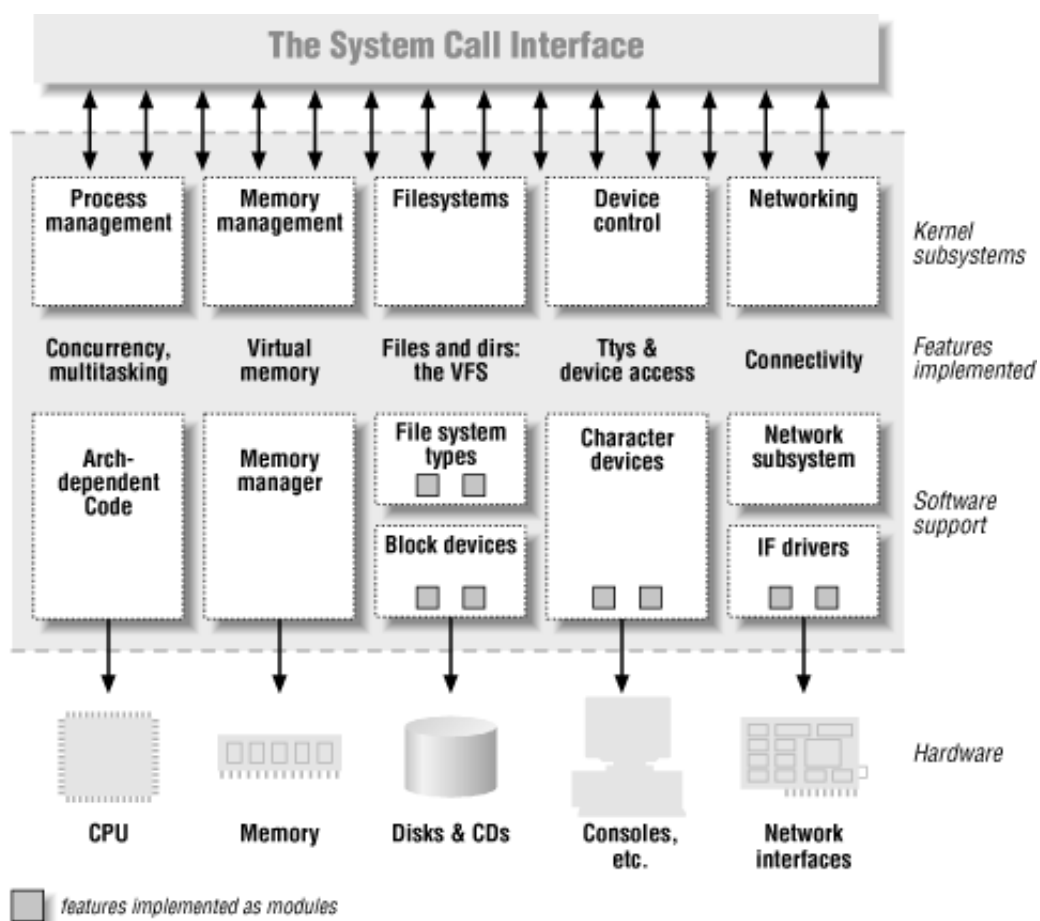 The System Call Interface
Process
management
Memory
management
Filesystems
Device
control
Networking
Kernel
subsystems
Concurrency,
multitasking
Virtual
memory
Files and dirs:
the VFS
Ttys &
device access
Connectivity
Features
implemented
Arch-
dependent
Code
Memory
manager
File system
types
Block devices
Character
devices
Network
subsystem
IF drivers
Software
support
CPU
Memory
Disks & CDs
Consoles,
etc.
Network
interfaces
Hardware
features implemented as modules